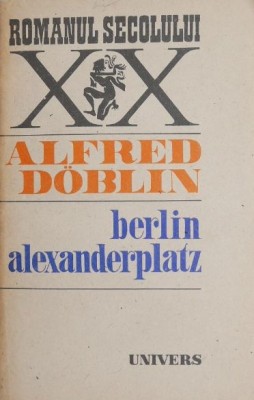 ROMANUL SECOLULUI
XX
ALFRED
DÖBLIN
berlin
alexanderplatz
UNIVERS